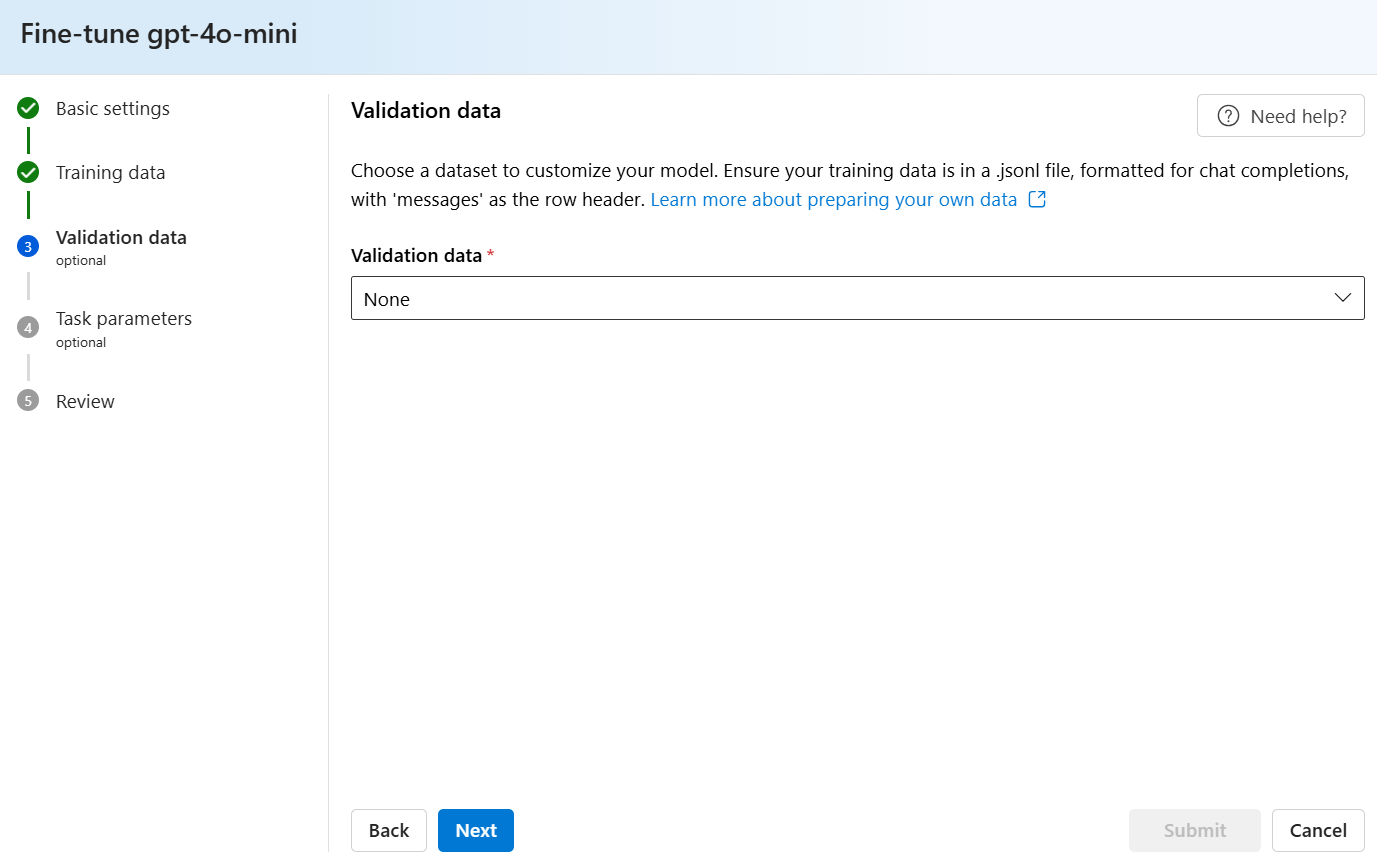 Fine-tune gpt-4o-mini
Basic settings
Training data
3
Validation data
optional
4
Task parameters
optional
5
Review
Validation data
Need help?
Choose a dataset to customize your model. Ensure your training data is in a .jsonl file, formatted for chat completions,
with 'messages' as the row header. Learn more about preparing your own data
Validation data *
None
Back
Next
Submit
Cancel